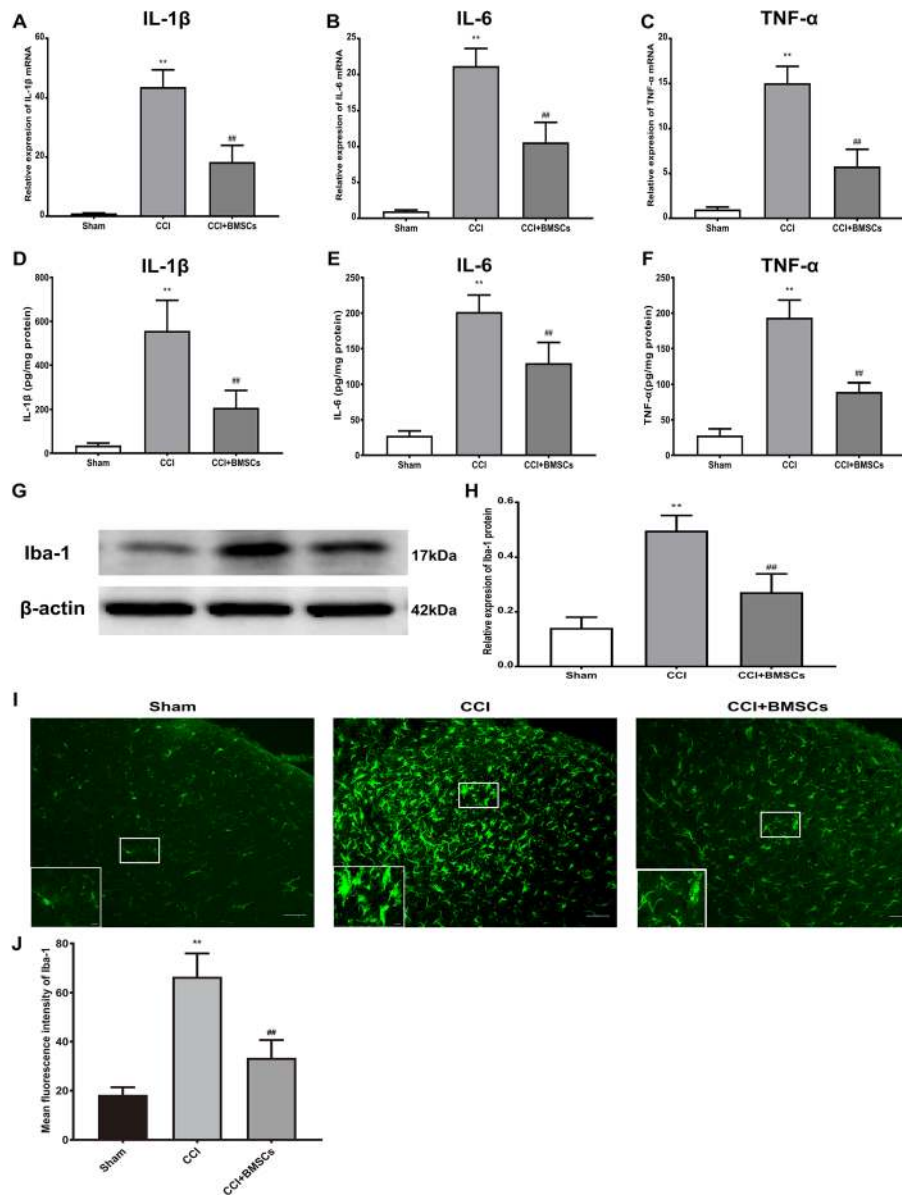 A
IL-1β
Relative expresion of IL-1β mRNA
60
40
20
0
**
##
Sham
CCI
CCI+BMSCs
B
IL-6
Relative expresion of IL-6 mRNA
25
20
15
10
5
0
**
##
Sham
CCI
CCI+BMSCs
C
TNF-α
Relative expresion of TNF-α mRNA
20
15
10
5
0
**
##
Sham
CCI
CCI+BMSCs
D
IL-1β
IL-1β (pg/mg protein)
800
600
400
200
0
**
##
Sham
CCI
CCI+BMSCs
E
IL-6
IL-6 (pg/mg protein)
250
200
150
100
50
0
**
##
Sham
CCI
CCI+BMSCs
F
TNF-α
TNF-α(pg/mg protein)
250
200
150
100
50
0
**
##
Sham
CCI
CCI+BMSCs
G
Iba-1
17kDa
β-actin
42kDa
H
Relative expresion of Iba-1 protein
0.6
0.4
0.2
0.0
**
##
Sham
CCI
CCI+BMSCs
I
Sham
CCI
CCI+BMSCs
J
Mean fluorescence intensity of Iba-1
80
60
40
20
0
**
##
Sham
CCI
CCI+BMSCs